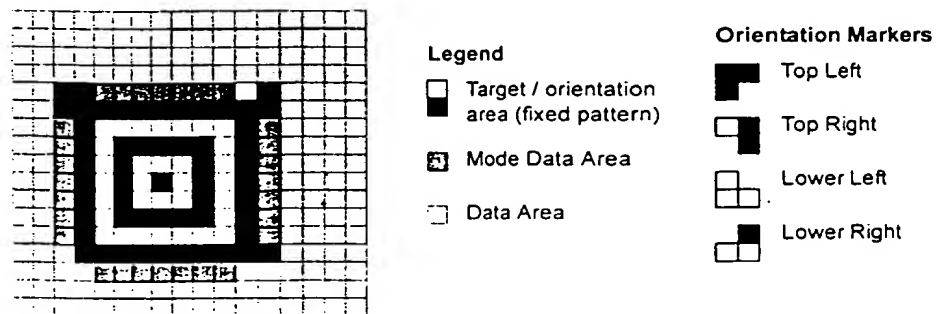 Legend
Target / orientation
area (fixed pattern)
Mode Data Area
Data Area
Orientation Markers
Top Left
Top Right
Lower Left
Lower Right